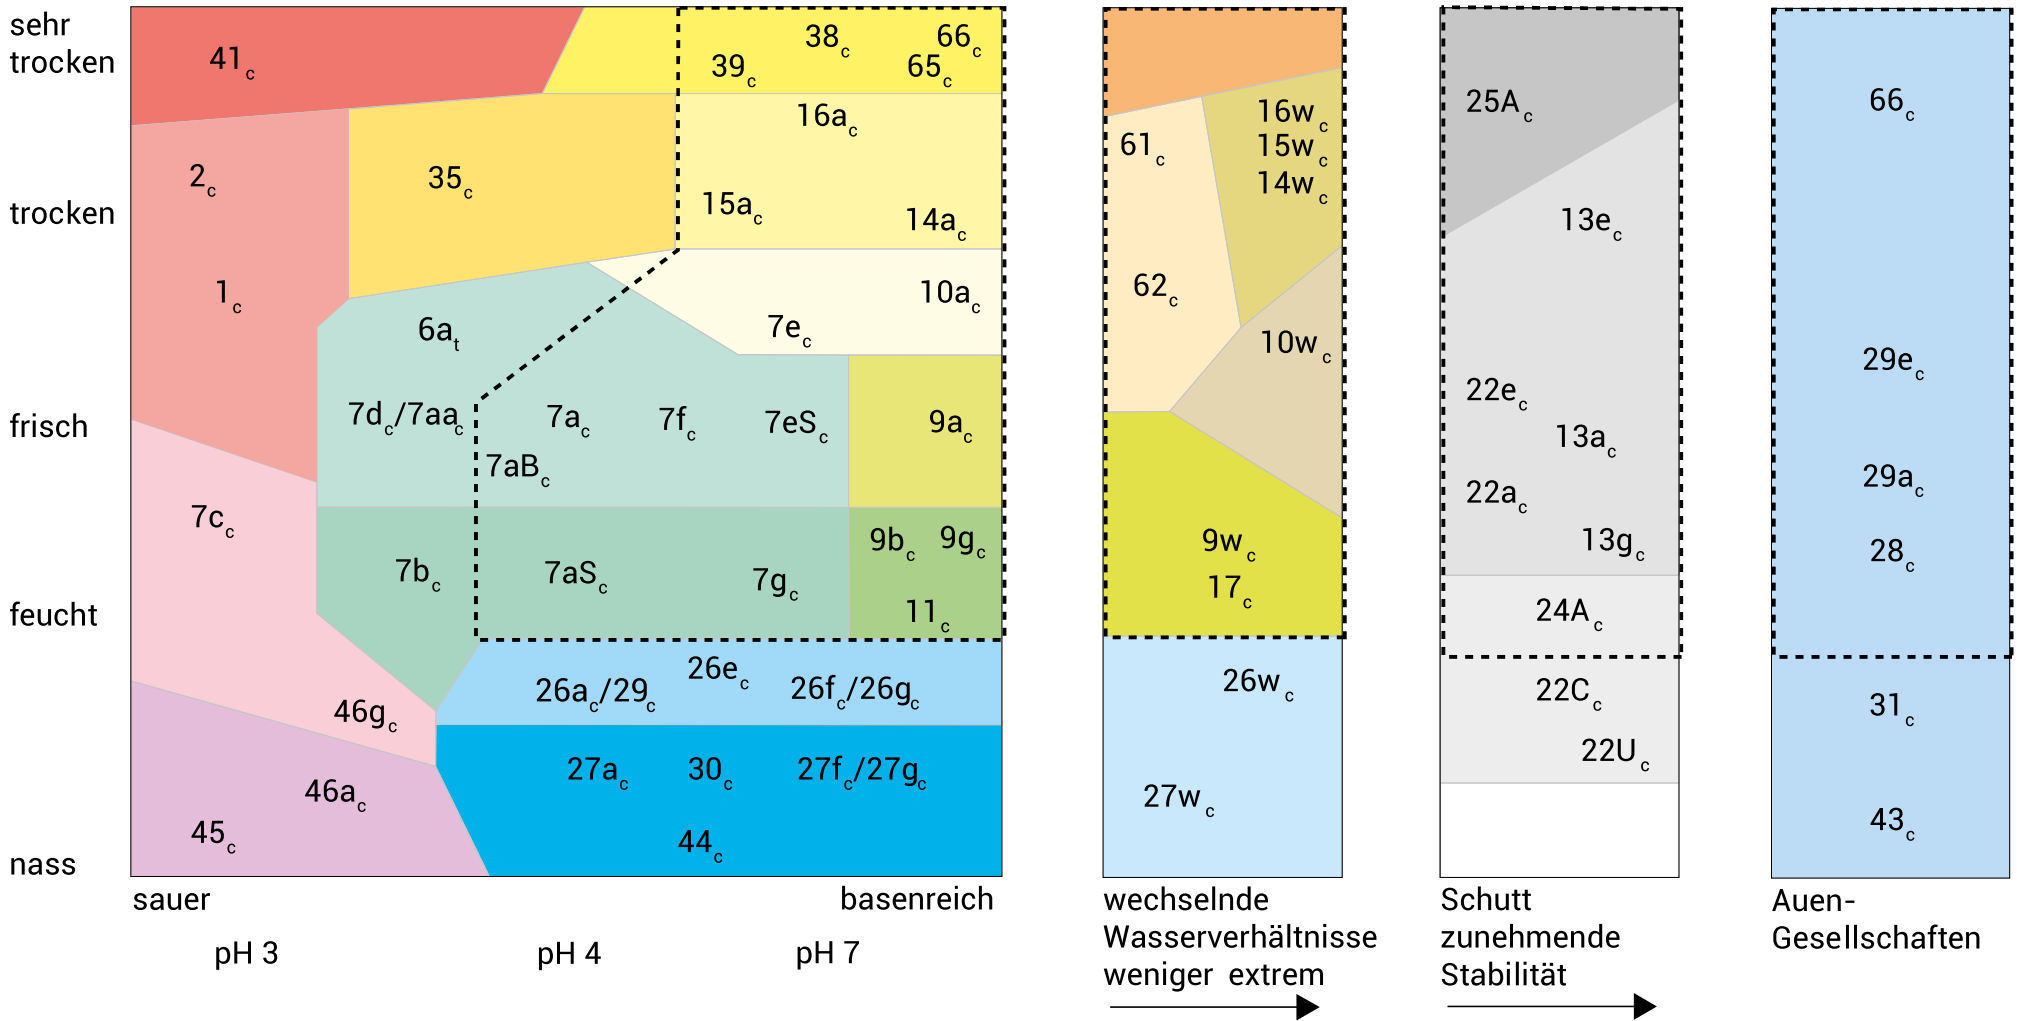 sehr
trocken
trocken
frisch
feucht
nass
41c
38c
66c
39c
65c
2c
35c
16ac
15ac
14ac
1c
6at
10ac
7ec
7dc/7aac
7ac
7fc
7eSc
9ac
7aBc
7cc
7bc
7aSc
7gc
9bc
9gc
11c
46gc
26ac/29c
26ec
26fc/26gc
46ac
45c
27ac
30c
27fc/27gc
44c
sauer
basenreich
pH 3
pH 4
pH 7
61c
16wc
15wc
14wc
62c
10wc
9wc
17c
26wc
27wc
wechselnde
Wasserverhältnisse
weniger extrem
25Ac
13ec
22ec
13ac
22ac
13gc
24Ac
22Cc
22Uc
Schutt
zunehmende
Stabilität
66c
29ec
29ac
28c
31c
43c
Auen-
Gesellschaften